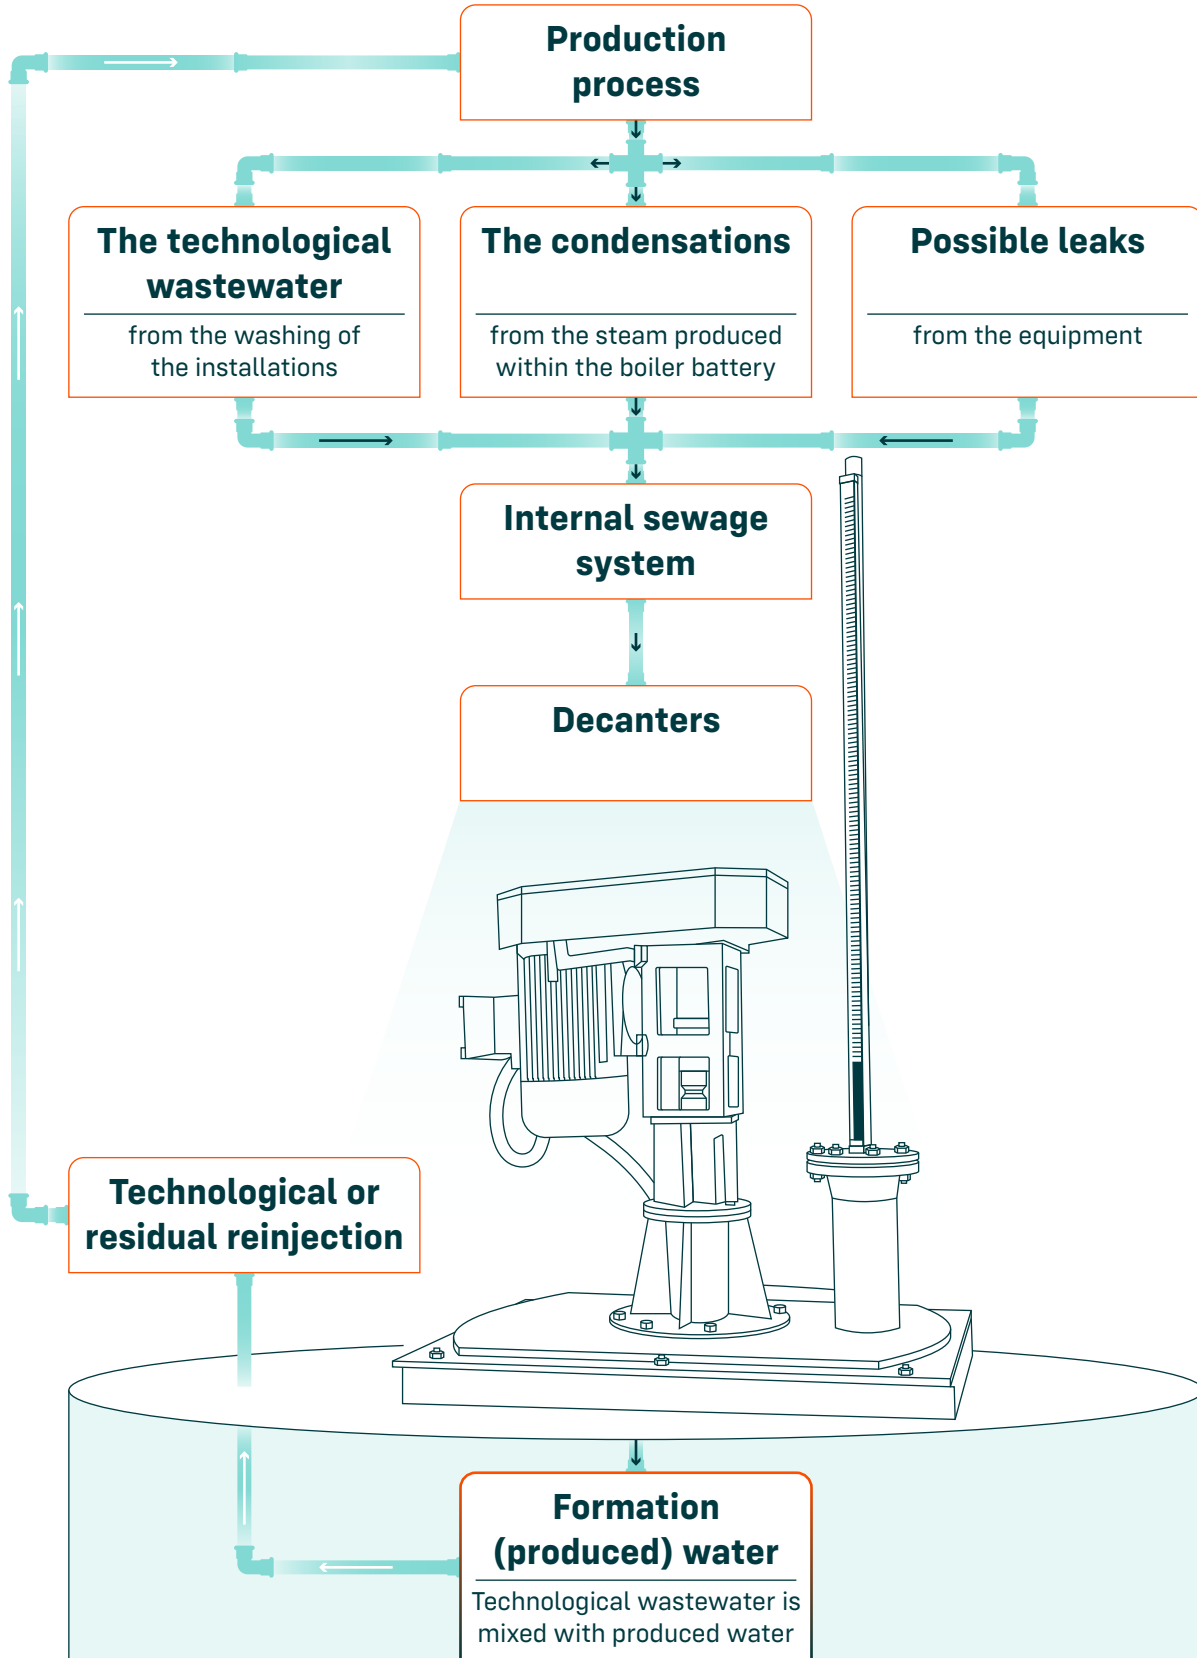 Production
process
The technological
wastewater
from the washing of
the installations
The condensations
from the steam produced
within the boiler battery
Possible leaks
from the equipment
Internal sewage
system
Decanters
Technological or
residual reinjection
Formation
(produced) water
Technological wastewater is
mixed with produced water